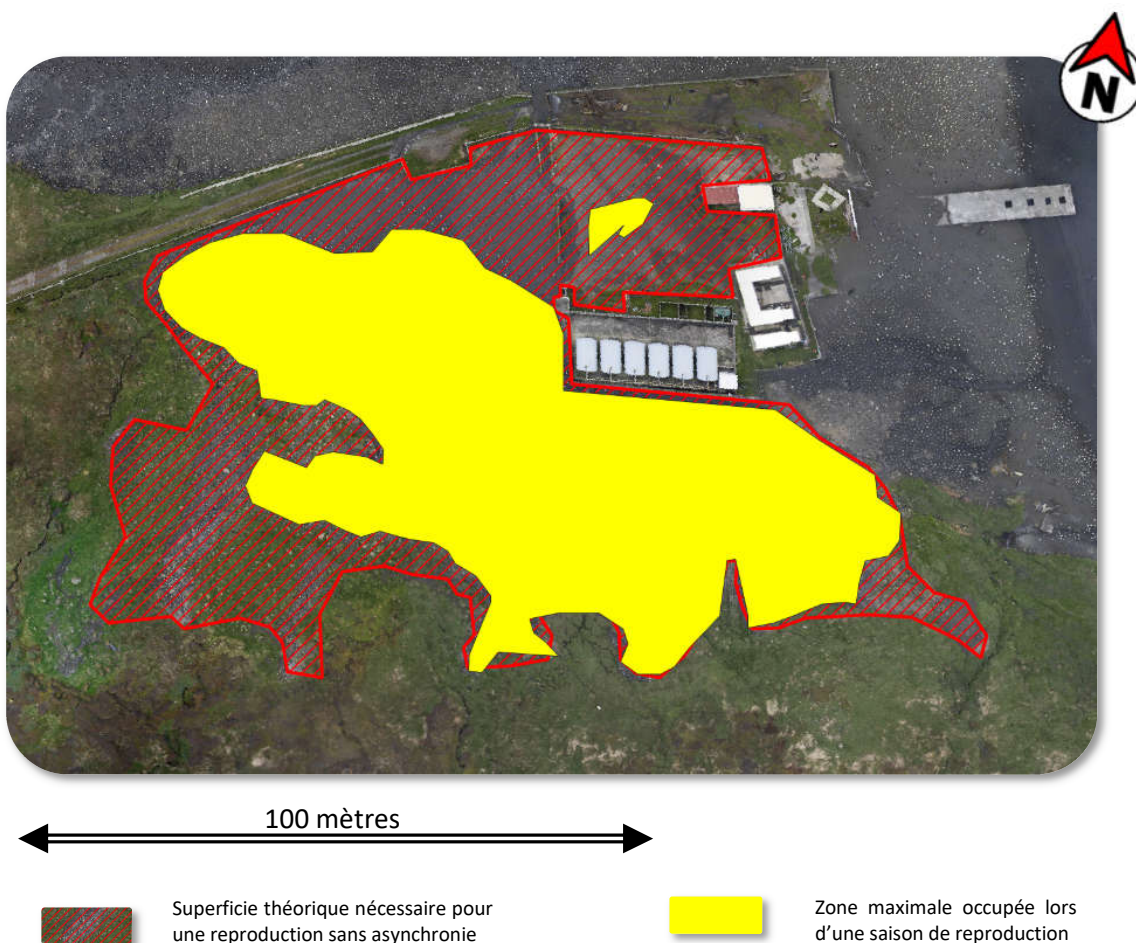 N
100 mètres
Superficie théorique nécessaire pour
une reproduction sans asynchronie
Zone maximale occupée lors
d'une saison de reproduction